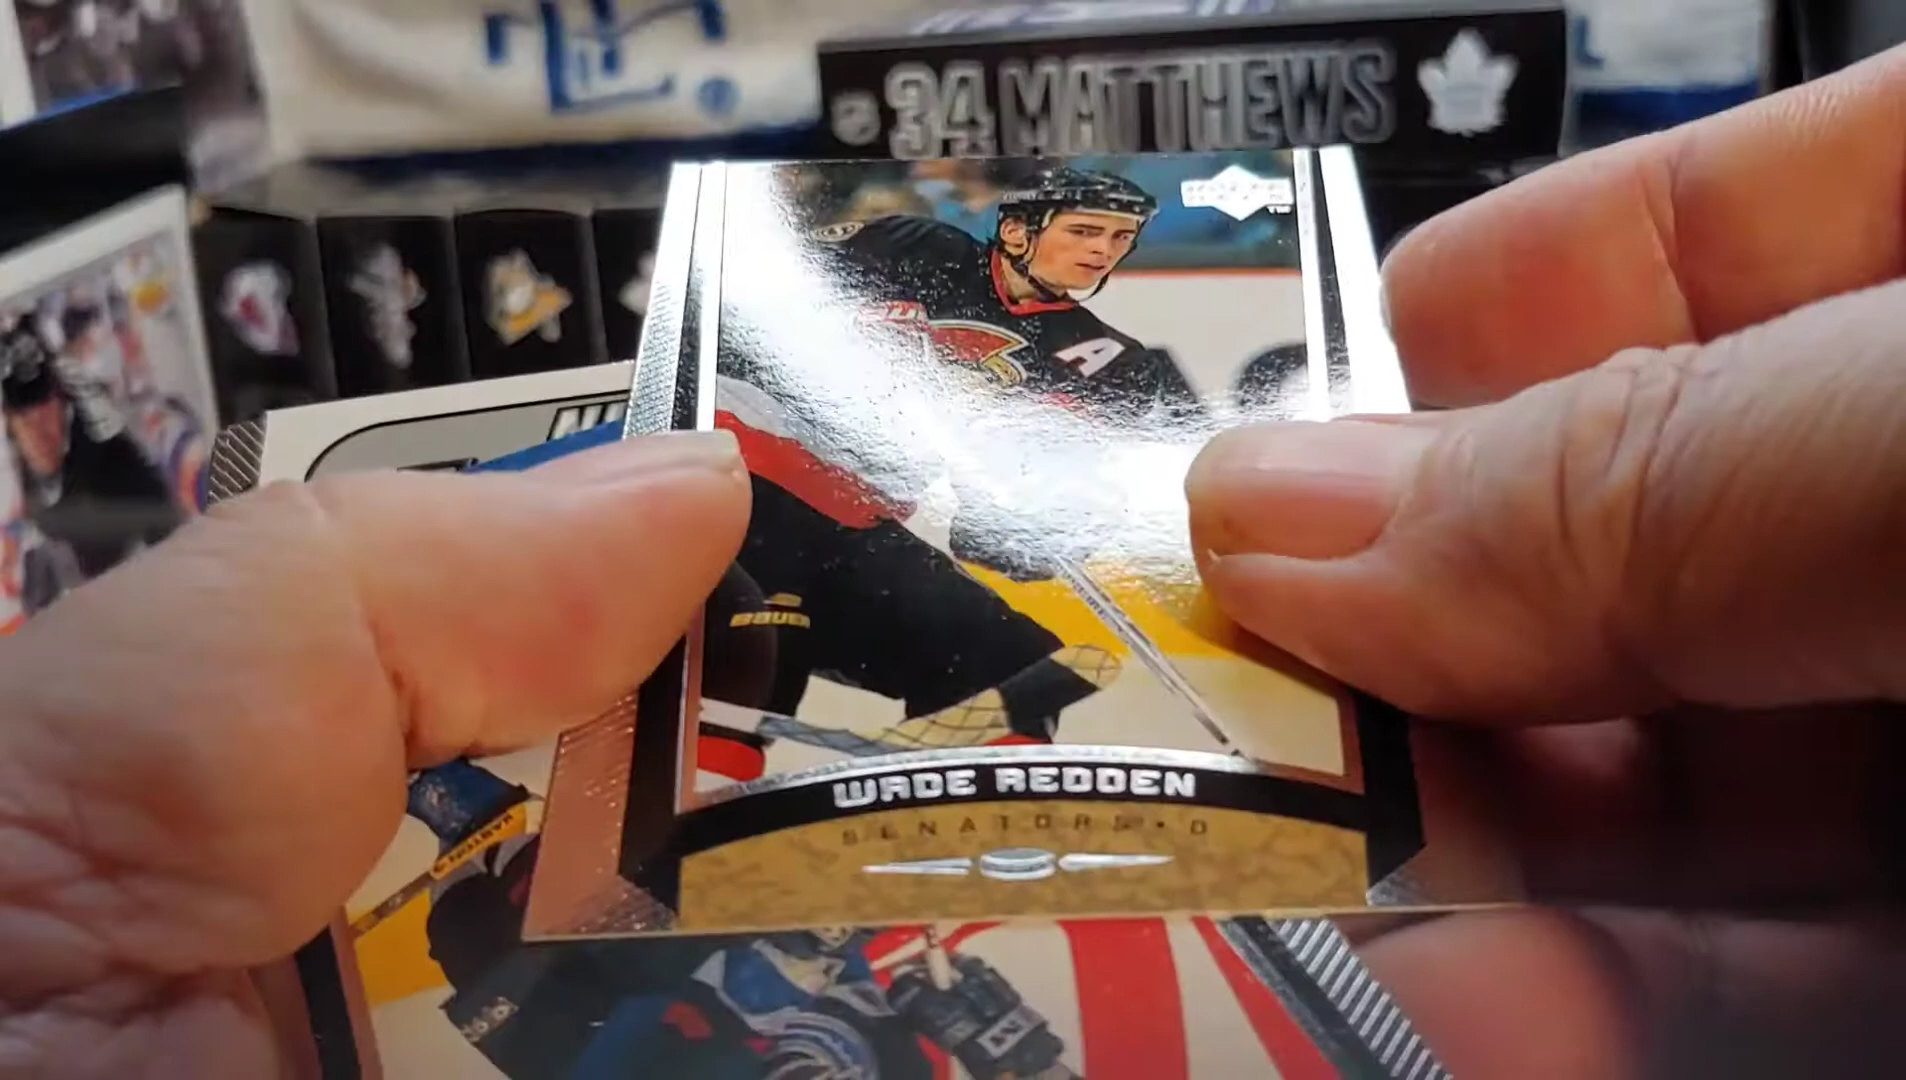 34 MATTHEWS
A
BAUER
WADE REDDEN
SENATORS • D